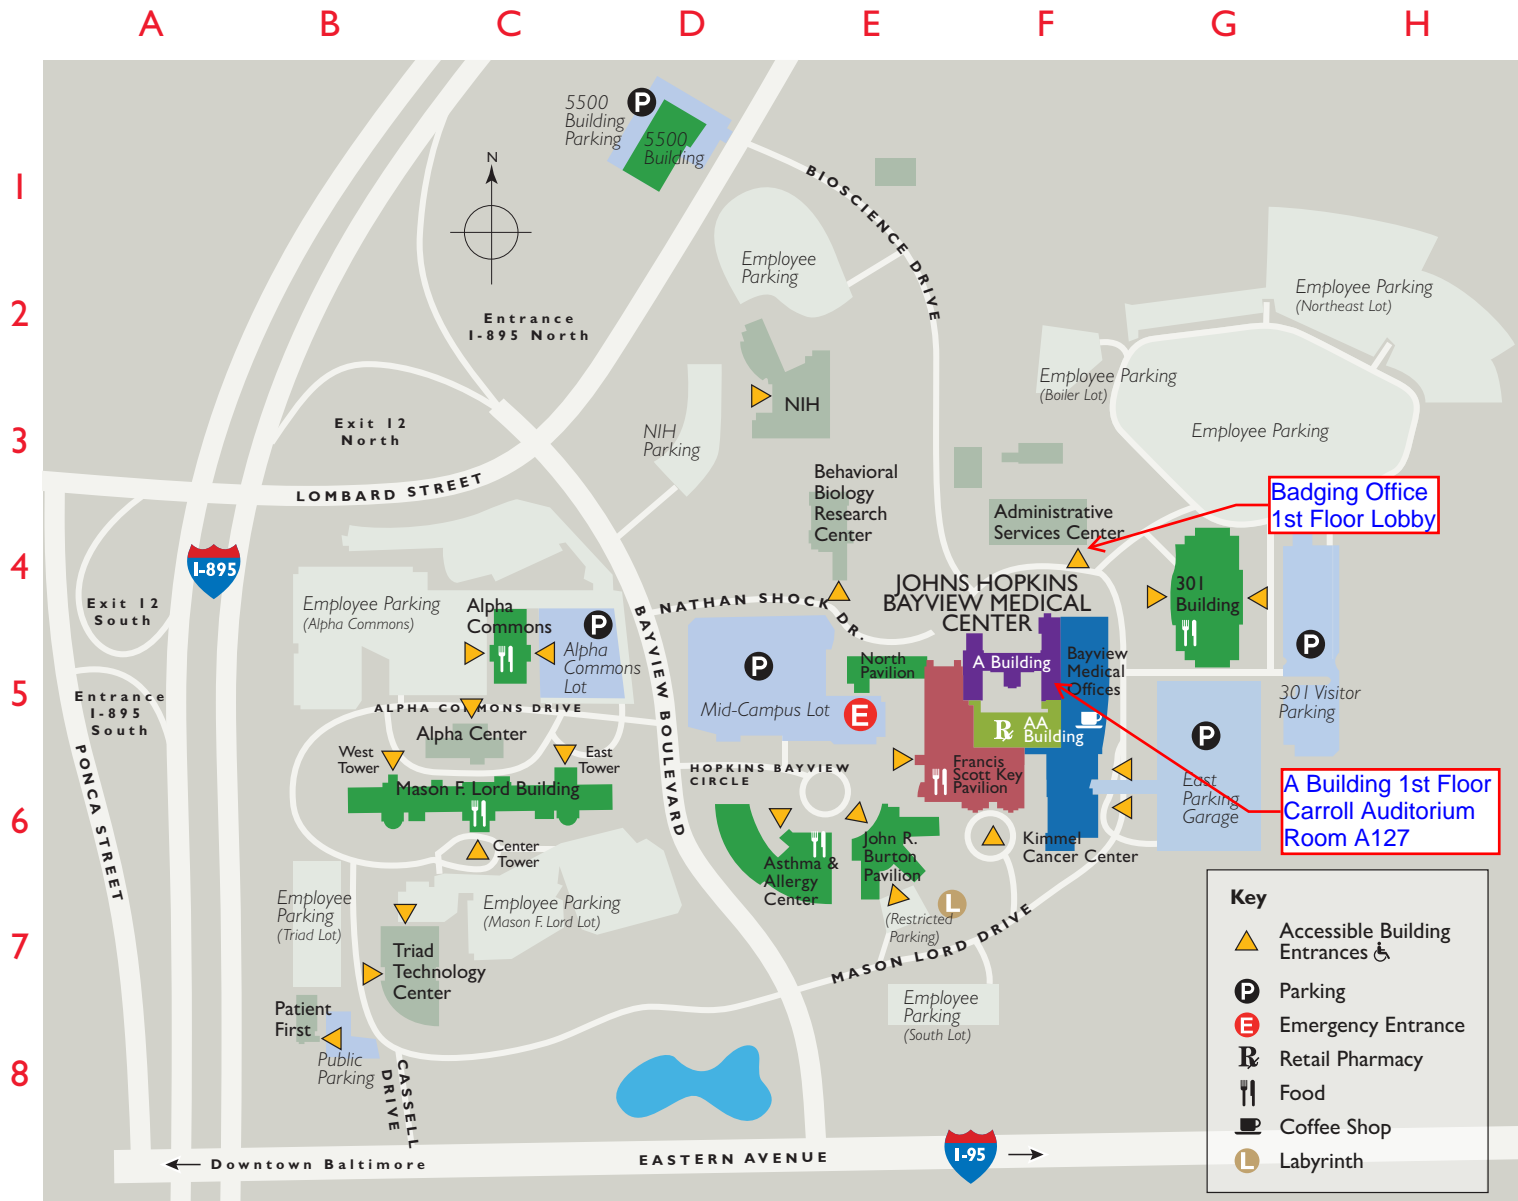 A B C D E F G H
1
2
3
4
5
6
7
8
5500
Building
Parking
P
5500
Building
N
BIOSCIENCE DRIVE
Employee
Parking
Employee Parking
(Northeast Lot)
Entrance
I-895 North
Employee Parking
(Boiler Lot)
NIH
Exit 12
North
NIH
Parking
Employee Parking
LOMBARD STREET
Behavioral
Biology
Research
Center
Badging Office
1st Floor Lobby
Administrative
Services Center
I-895
Exit 12
South
Employee Parking
(Alpha Commons)
Alpha
Commons
P
Alpha
Commons
Lot
NATHAN SHOCK DR.
JOHNS HOPKINS
BAYVIEW MEDICAL
CENTER
301
Building
P
301 Visitor
Parking
BAYVIEW BOULEVARD
P
Mid-Campus Lot
North
Pavilion
E
A Building
Bayview
Medical
Offices
R
AA
Building
Francis
Scott Key
Pavilion
P
East
Parking
Garage
Entrance
I-895
South
ALPHA COMMONS DRIVE
Alpha Center
West
Tower
East
Tower
Mason F. Lord Building
Center
Tower
PONCA STREET
HOPKINS BAYVIEW
CIRCLE
A Building 1st Floor
Carroll Auditorium
Room A127
Asthma &
Allergy
Center
John R.
Burton
Pavilion
Kimmel
Cancer Center
L
(Restricted
Parking)
MASON LORD DRIVE
Employee
Parking
(Triad Lot)
Employee Parking
(Mason F. Lord Lot)
Triad
Technology
Center
Patient
First
Public
Parking
CASSELL
DRIVE
Employee
Parking
(South Lot)
Key
Accessible Building
Entrances
P Parking
E Emergency Entrance
R Retail Pharmacy
Food
Coffee Shop
L Labyrinth
Downtown Baltimore
EASTERN AVENUE
I-95